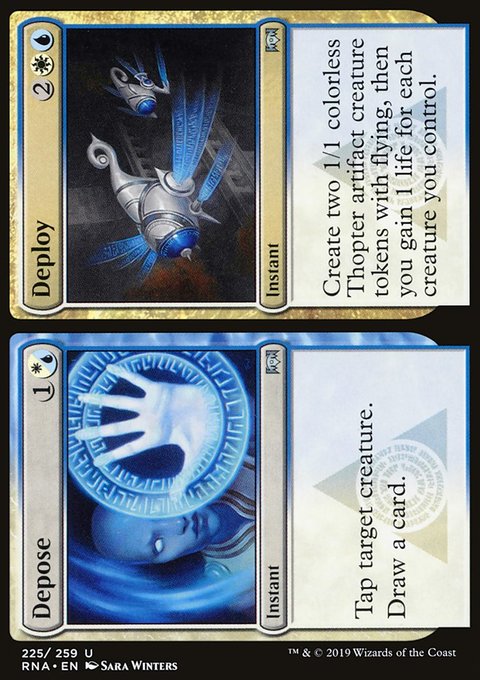 Depose 1
Instant
Tap target creature.
Draw a card.
Deploy 2
Instant
Create two 1/1 colorless
Thopter artifact creature
tokens with flying, then
you gain 1 life for each
creature you control.
225/259 U
RNA • EN Sara Winters
™ & © 2019 Wizards of the Coast